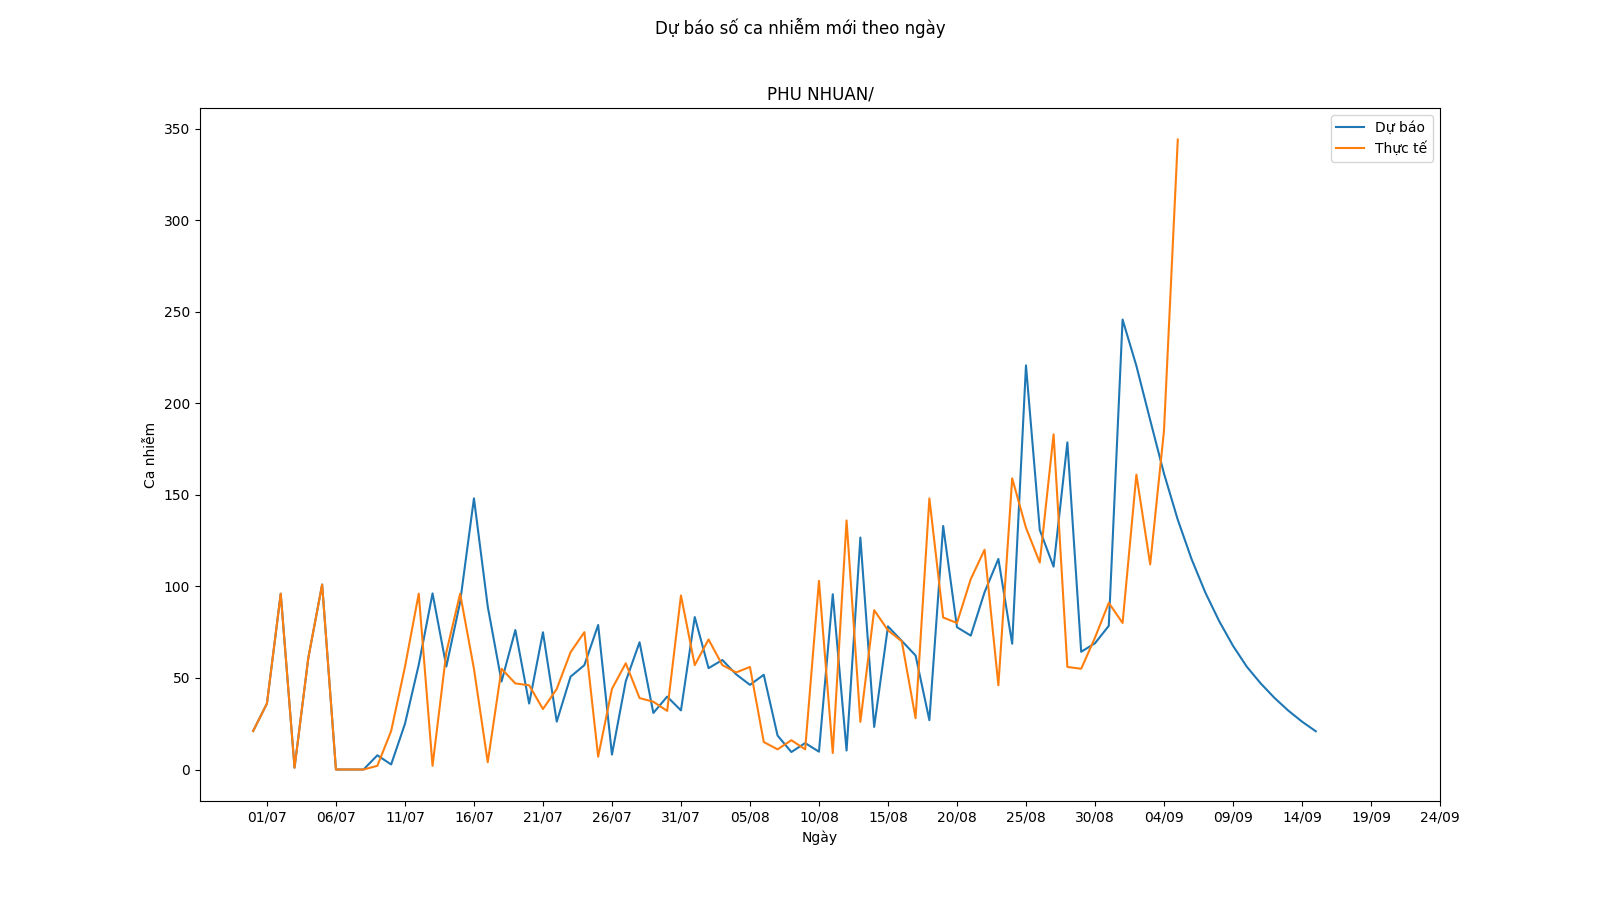 Dự báo số ca nhiễm mới theo ngày
PHU NHUAN/
Dự báo
Thực tế
350
300
250
200
150
100
50
0
Ca nhiễm
01/07 06/07 11/07 16/07 21/07 26/07 31/07 05/08 10/08 15/08 20/08 25/08 30/08 04/09 09/09 14/09 19/09 24/09
Ngày